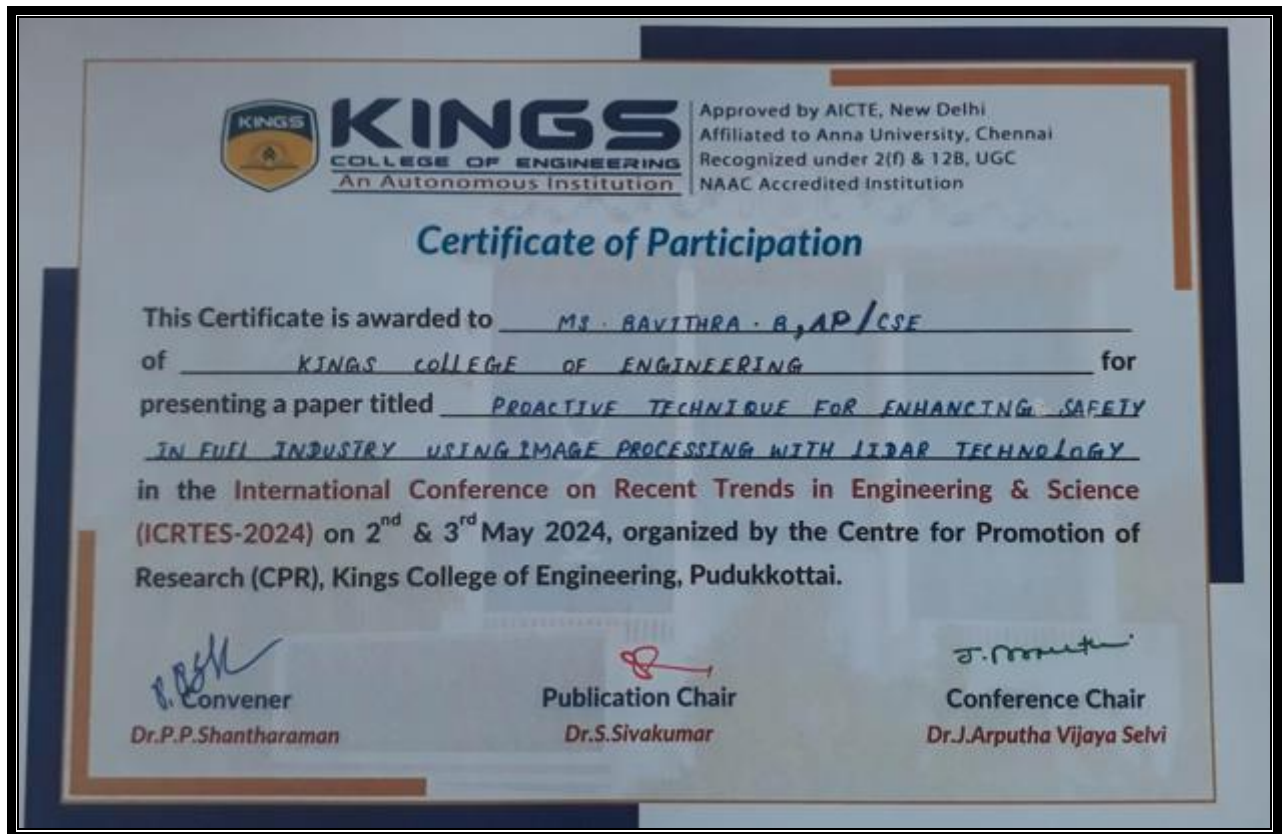 KINGS
KINGS
COLLEGE OF ENGINEERING
An Autonomous Institution
Approved by AICTE, New Delhi
Affiliated to Anna University, Chennai
Recognized under 2(f) & 12B, UGC
NAAC Accredited Institution
Certificate of Participation
This Certificate is awarded to MS. RAVITHRA. R, AP/CSE
of KINGS COLLEGE OF ENGINEERING for
presenting a paper titled PROACTIVE TECHNIQUE FOR ENHANCING SAFETY
IN FUEL INDUSTRY USING IMAGE PROCESSING WITH LIDAR TECHNOLOGY
in the International Conference on Recent Trends in Engineering & Science
(ICRTES-2024) on 2nd & 3rd May 2024, organized by the Centre for Promotion of
Research (CPR), Kings College of Engineering, Pudukkottai.
Convener Publication Chair Conference Chair
Dr.P.P.Shantharaman Dr.S.Sivakumar Dr.J.Arputha Vijaya Selvi